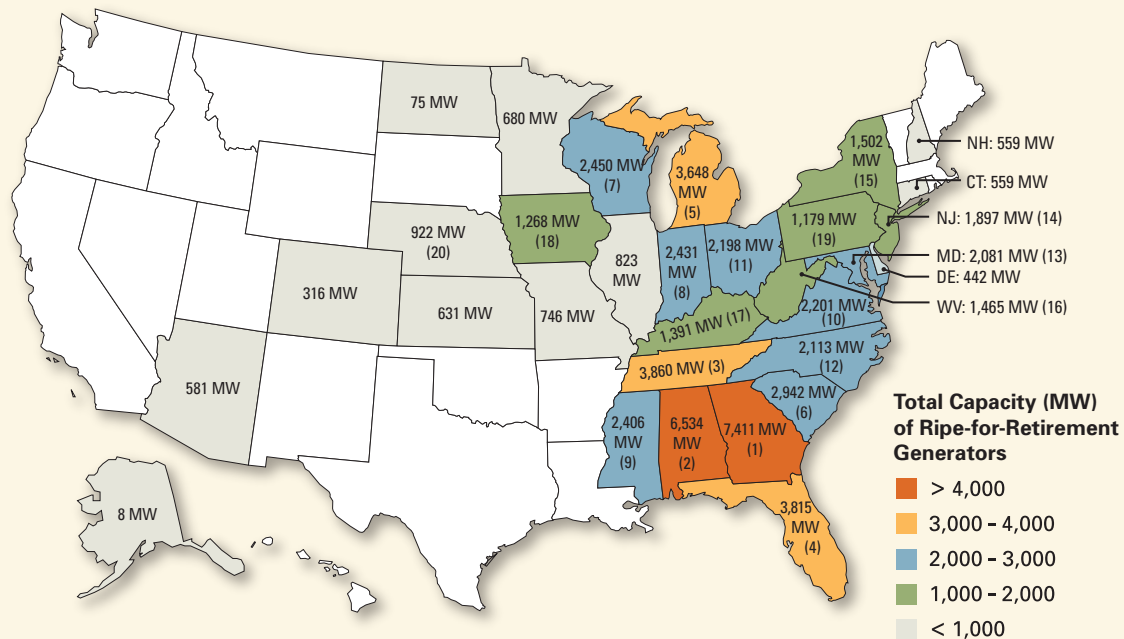 75 MW
680 MW
2,450 MW
(7)
3,648
MW
(5)
1,502
MW
(15)
NH: 559 MW
CT: 559 MW
NJ: 1,897 MW (14)
MD: 2,081 MW (13)
DE: 442 MW
WV: 1,465 MW (16)
922 MW
(20)
1,268 MW
(18)
823
MW
2,431
MW
(8)
2,198 MW
(11)
1,179 MW
(19)
316 MW
631 MW
746 MW
1,391 MW (17)
2,201 MW
(10)
581 MW
3,860 MW (3)
2,113 MW
(12)
2,942 MW
(6)
2,406
MW
(9)
6,534
MW
(2)
7,411 MW
(1)
3,815
MW
(4)
8 MW
Total Capacity (MW)
of Ripe-for-Retirement
Generators
> 4,000
3,000 – 4,000
2,000 – 3,000
1,000 – 2,000
< 1,000